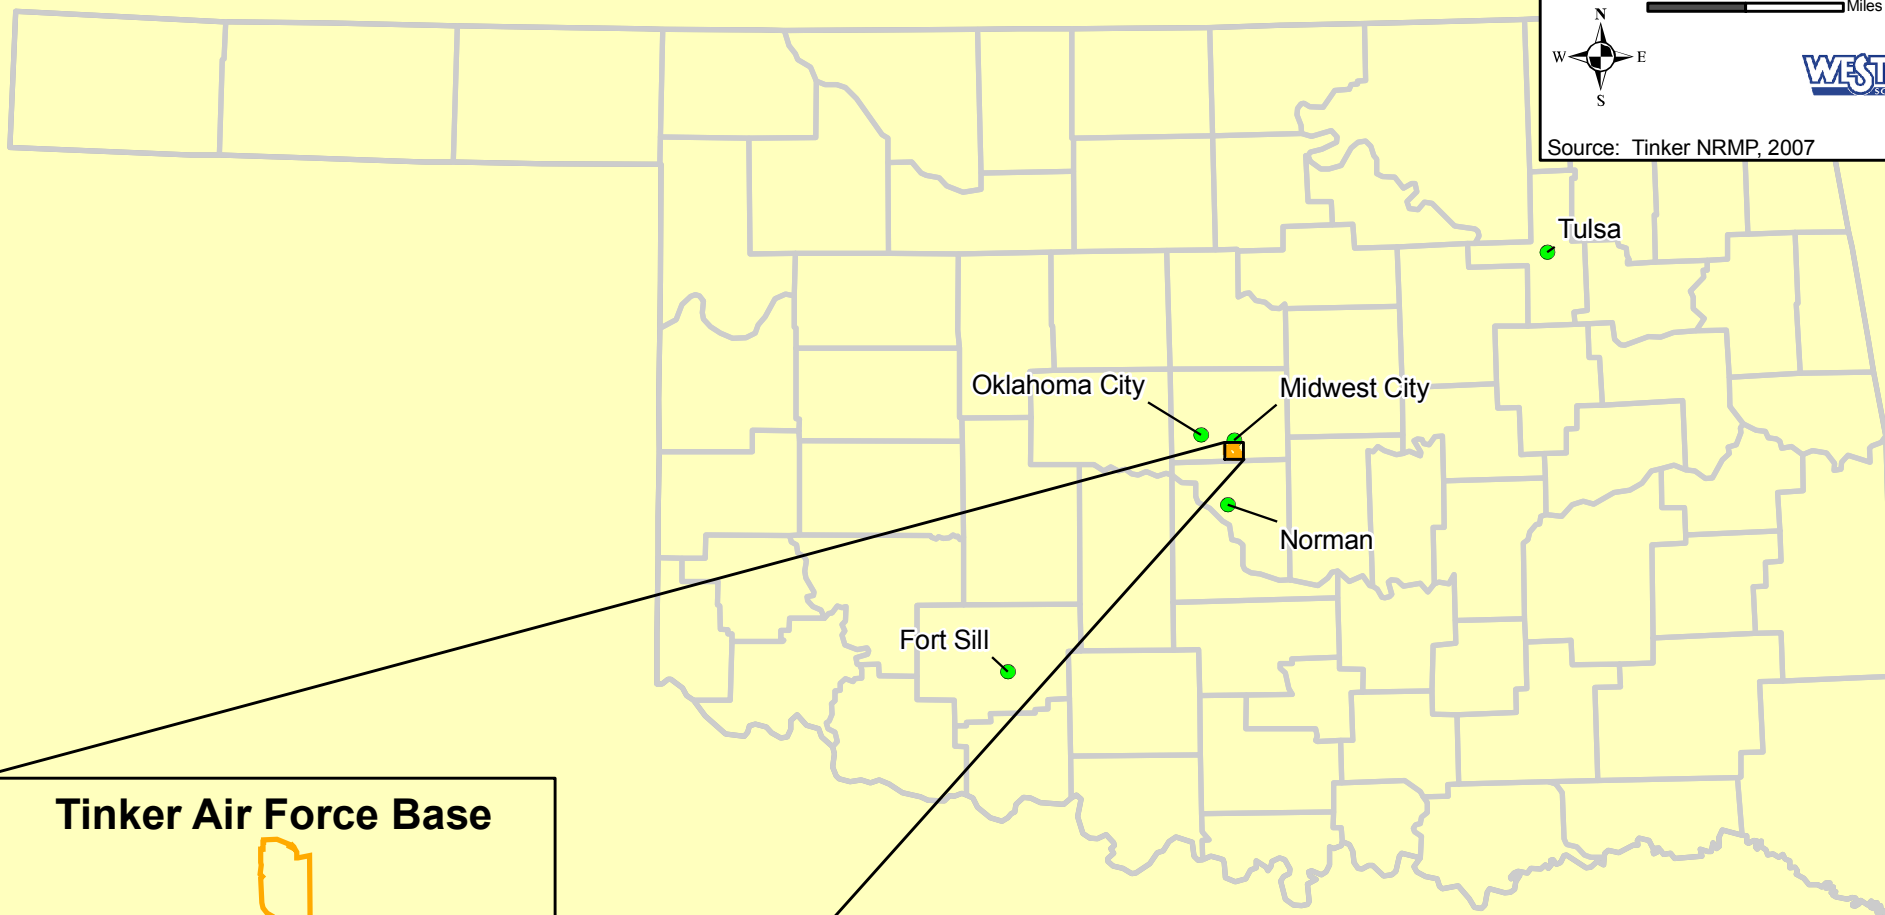 Miles
N
W E
S
WEST
Source: Tinker NRMP, 2007
Tulsa
Oklahoma City
Midwest City
Norman
Fort Sill
Tinker Air Force Base